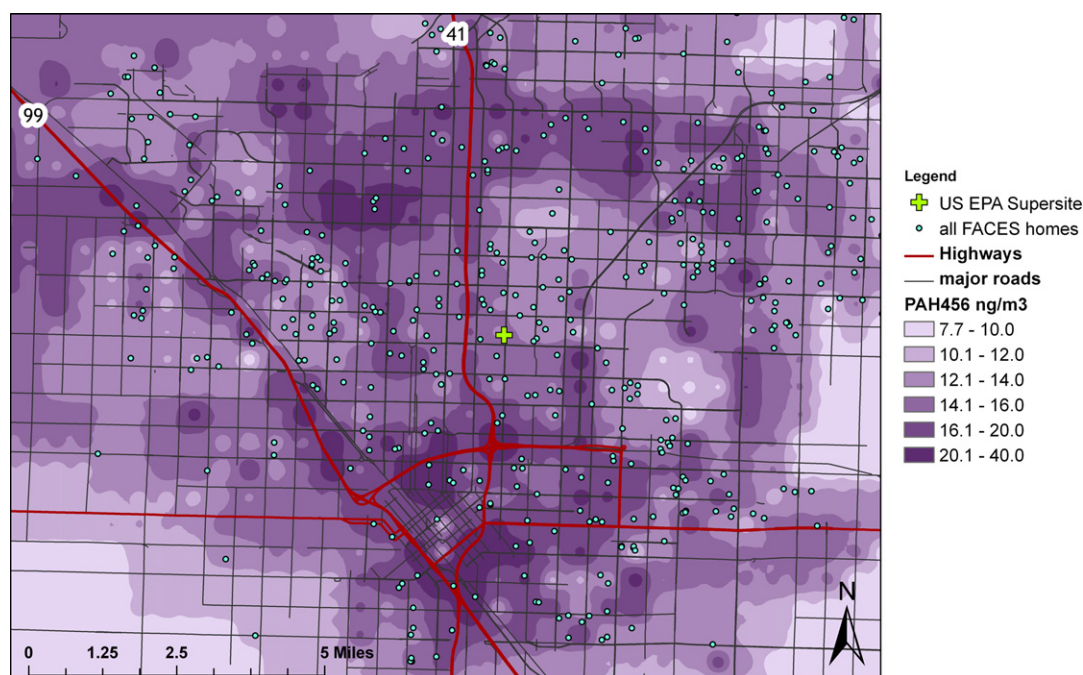 41
99
Legend
US EPA Supersite
all FACES homes
Highways
major roads
PAH456 ng/m3
7.7 - 10.0
10.1 - 12.0
12.1 - 14.0
14.1 - 16.0
16.1 - 20.0
20.1 - 40.0
N
0 1.25 2.5 5 Miles